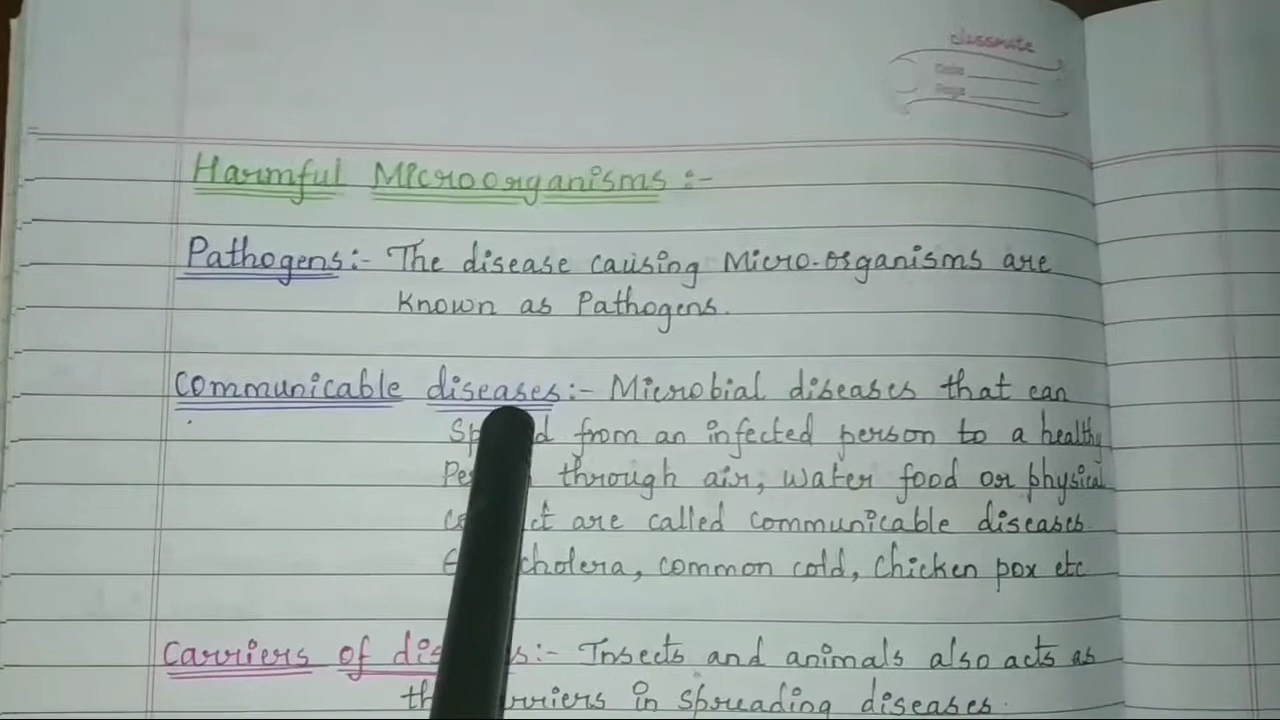 classmate
Date
Page
Harmful Microorganisms :-
Pathogens :- The disease causing Micro-organisms are
Known as Pathogens.
Communicable diseases :- Microbial diseases that can
from an infected person to a healthy
through air, water food or physical
are called communicable diseases.
cholera, common cold, chicken pox etc
Carriers of :- Insects and animals also acts as
in spreading diseases.